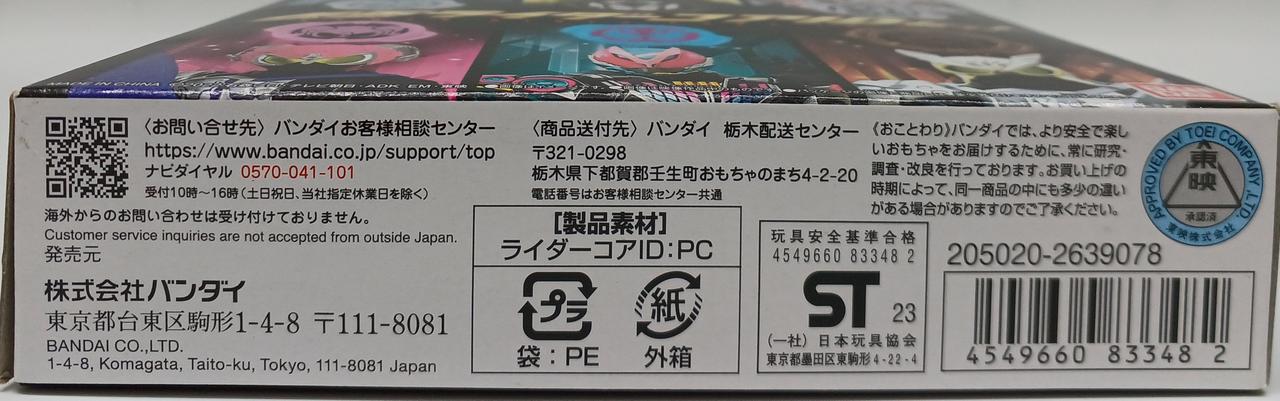 MADE IN CHINA
テレビ朝日・ADK EM・東映
〈お問い合せ先〉バンダイお客様相談センター
https://www.bandai.co.jp/support/top
ナビダイヤル 0570-041-101
受付10時〜16時(土日祝日、当社指定休業日を除く)
海外からのお問い合わせは受け付けておりません。
Customer service inquiries are not accepted from outside Japan.
発売元
株式会社バンダイ
東京都台東区駒形1-4-8 〒111-8081
BANDAI CO.,LTD.
1-4-8, Komagata, Taito-ku, Tokyo, 111-8081 Japan
〈商品送付先〉バンダイ 栃木配送センター
〒321-0298
栃木県下都賀郡壬生町おもちゃのまち4-2-20
電話番号はお客様相談センター共通
[製品素材]
ライダーコアID:PC
プラ
袋:PE
紙
外箱
玩具安全基準合格
4549660 83348 2
ST 23
(一社)日本玩具協会
東京都墨田区東駒形4-22-4
《おことわり》バンダイでは、より安全で楽し
いおもちゃをお届けするために、常に研究・
調査・改良を行っております。お買い上げの
時期によって、同一商品の中にも多少の違い
がある場合がありますのでご了承ください。
APPROVED BY TOEI COMPANY, LTD.
東映
承認済
東映株式会社
205020-2639078
4549660 83348 2